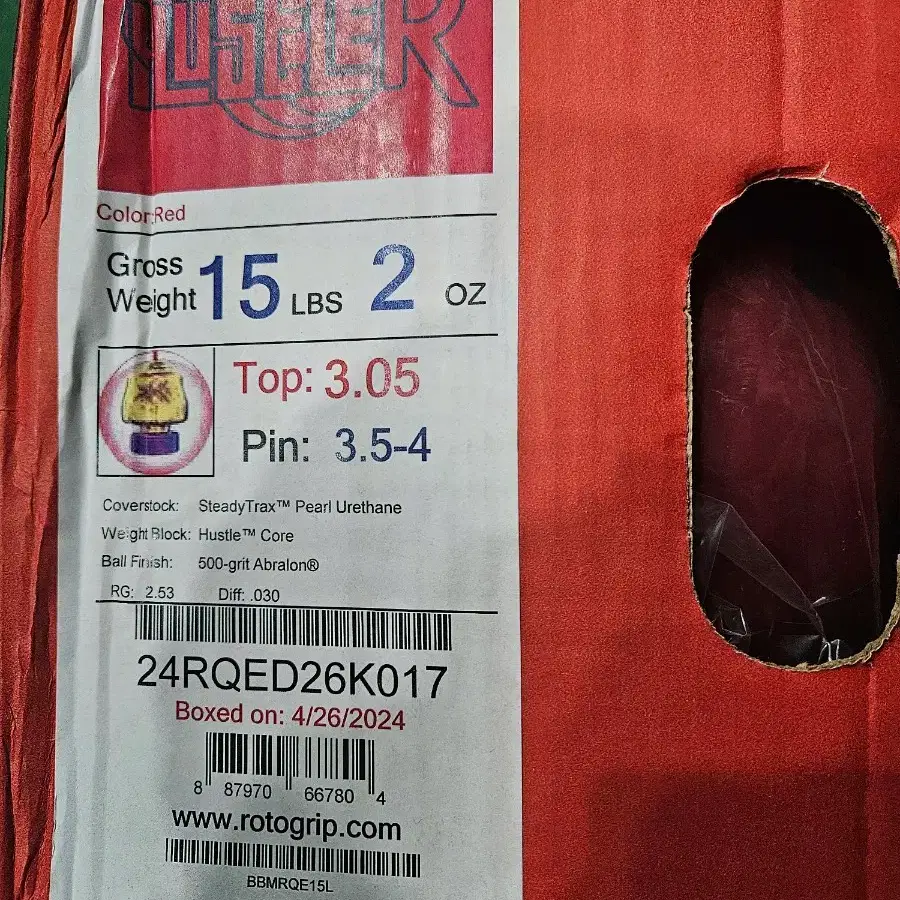 Color:Red
Gross Weight 15 LBS 2 OZ
Top: 3.05
Pin: 3.5-4
Coverstock: SteadyTrax™ Pearl Urethane
Weight Block: Hustle™ Core
Ball Finish: 500-grit Abralon®
RG: 2.53 Diff: .030
24RQED26K017
Boxed on: 4/26/2024
8 87970 66780 4
www.rotogrip.com
BBMRQE15L